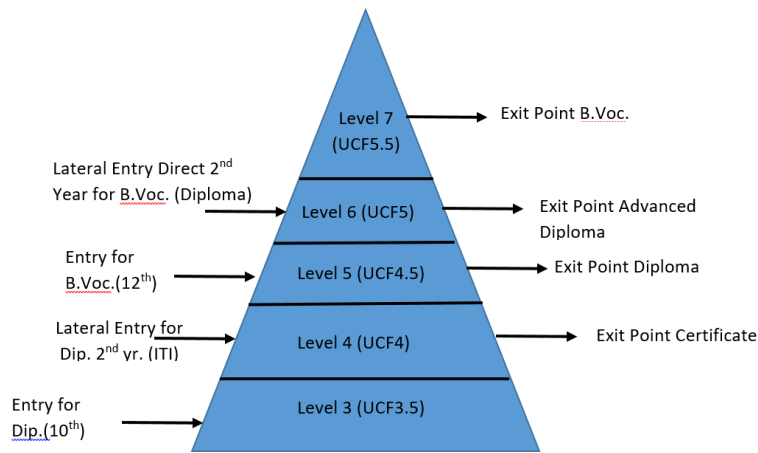 Level 7
(UCF5.5)
Exit Point B.Voc.
Lateral Entry Direct 2nd
Year for B.Voc. (Diploma)
Level 6 (UCF5)
Exit Point Advanced
Diploma
Entry for
B.Voc.(12th)
Level 5 (UCF4.5)
Exit Point Diploma
Lateral Entry for
Dip. 2nd yr. (ITI)
Level 4 (UCF4)
Exit Point Certificate
Entry for
Dip.(10th)
Level 3 (UCF3.5)